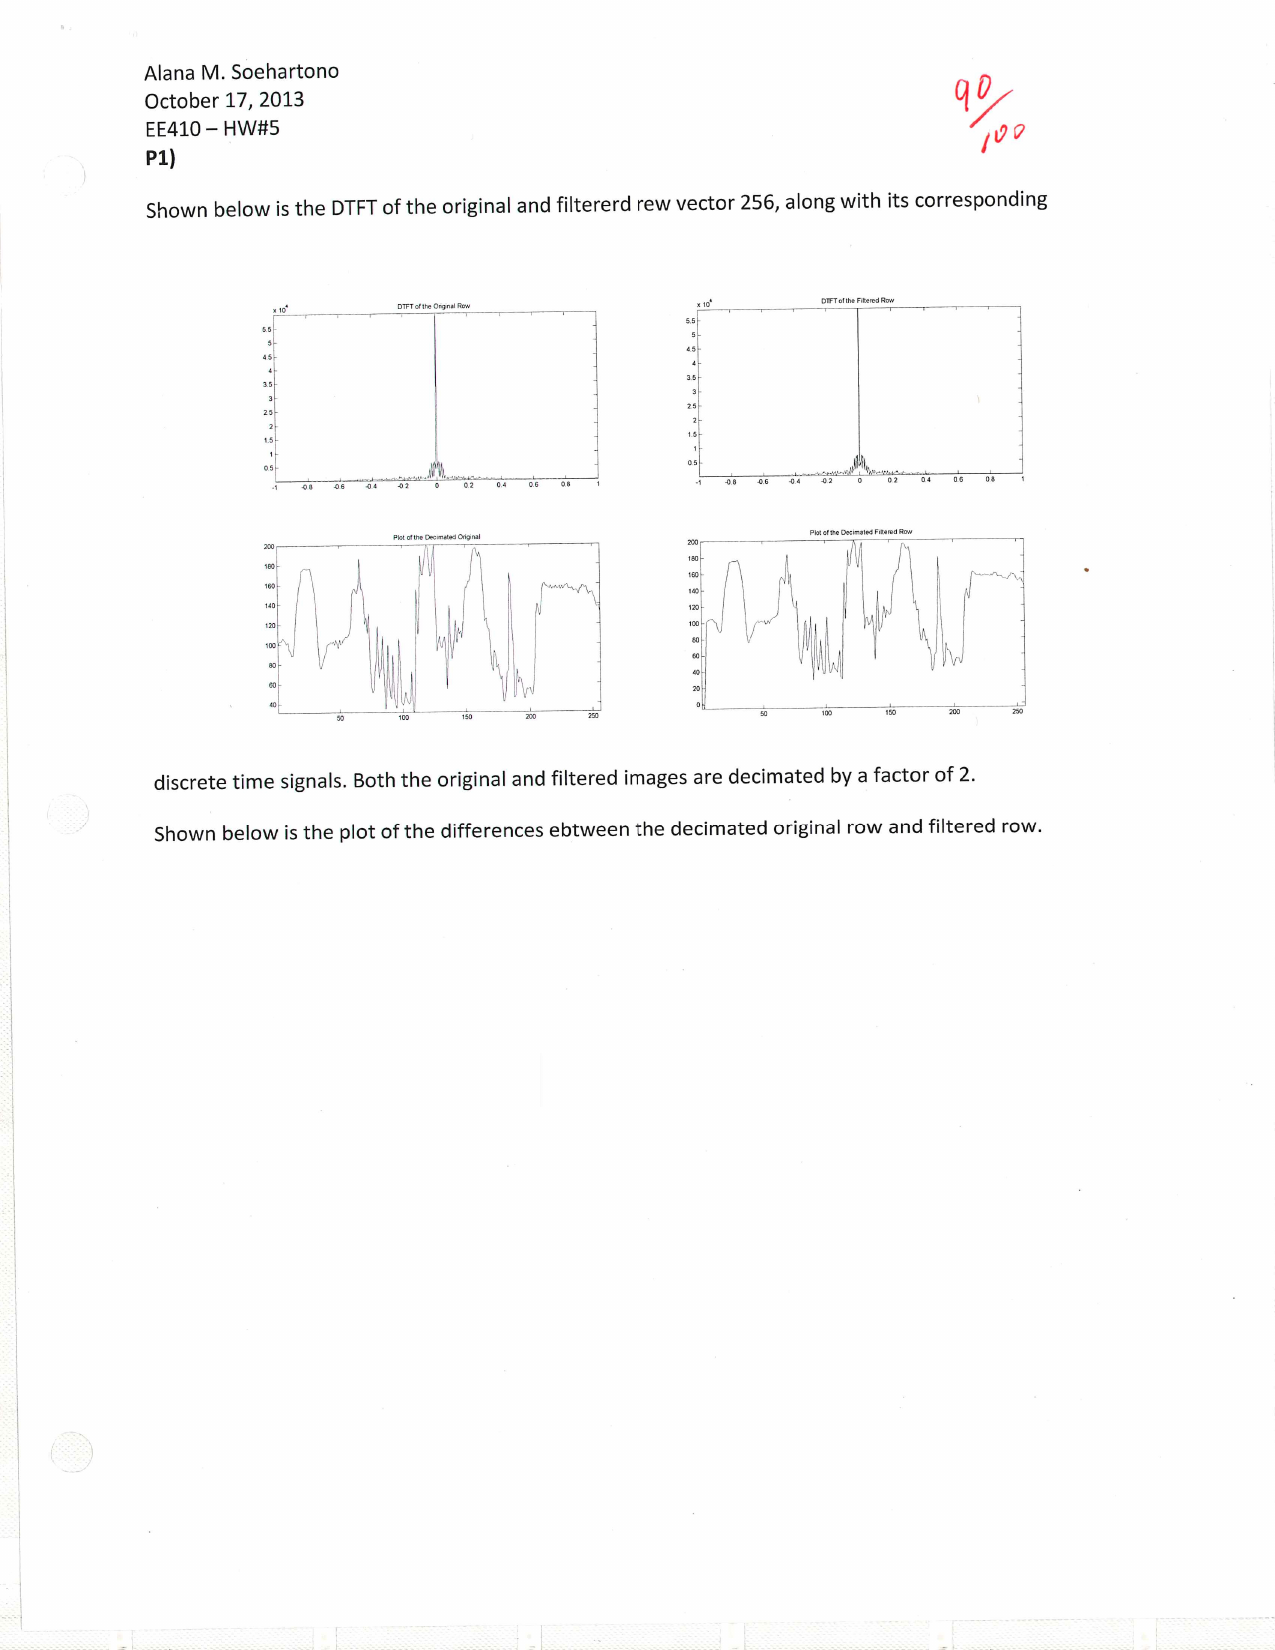 Alana M. Soehartono
October 17, 2013
EE410 – HW#5
P1)
90/100
Shown below is the DTFT of the original and filtererd rew vector 256, along with its corresponding
x 10⁴
DTFT of the Original Row
5.5
5
4.5
4
3.5
3
2.5
2
1.5
1
0.5
-1 -0.8 -0.6 -0.4 -0.2 0 0.2 0.4 0.6 0.8 1
x 10⁴
DTFT of the Filtered Row
5.5
5
4.5
4
3.5
3
2.5
2
1.5
1
0.5
-1 -0.8 -0.6 -0.4 -0.2 0 0.2 0.4 0.6 0.8 1
Plot of the Decimated Original
200
180
160
140
120
100
80
60
40
50 100 150 200 250
Plot of the Decimated Filtered Row
200
180
160
140
120
100
80
60
40
20
0
50 100 150 200 250
discrete time signals. Both the original and filtered images are decimated by a factor of 2.
Shown below is the plot of the differences ebtween the decimated original row and filtered row.